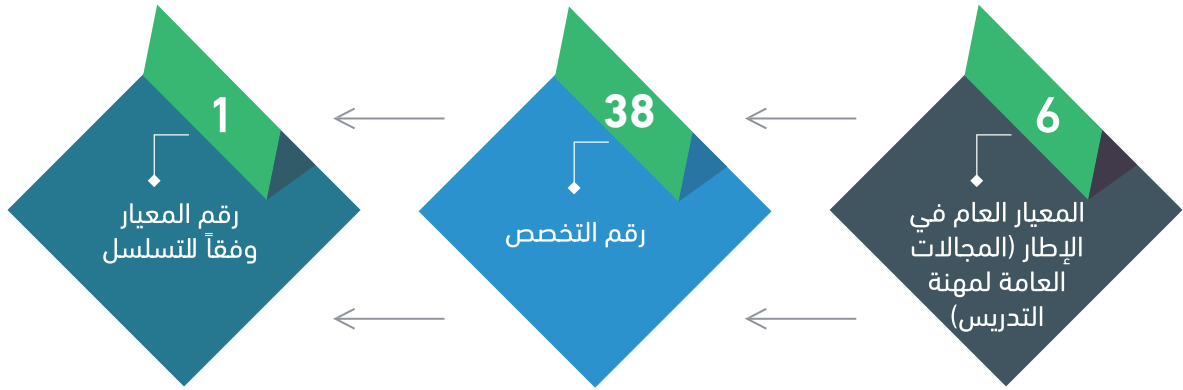 6
المعيار العام في
الإطار (المجالات
العامة لمهنة
التدريس)
38
رقم التخصص
1
رقم المعيار
وفقاً للتسلسل